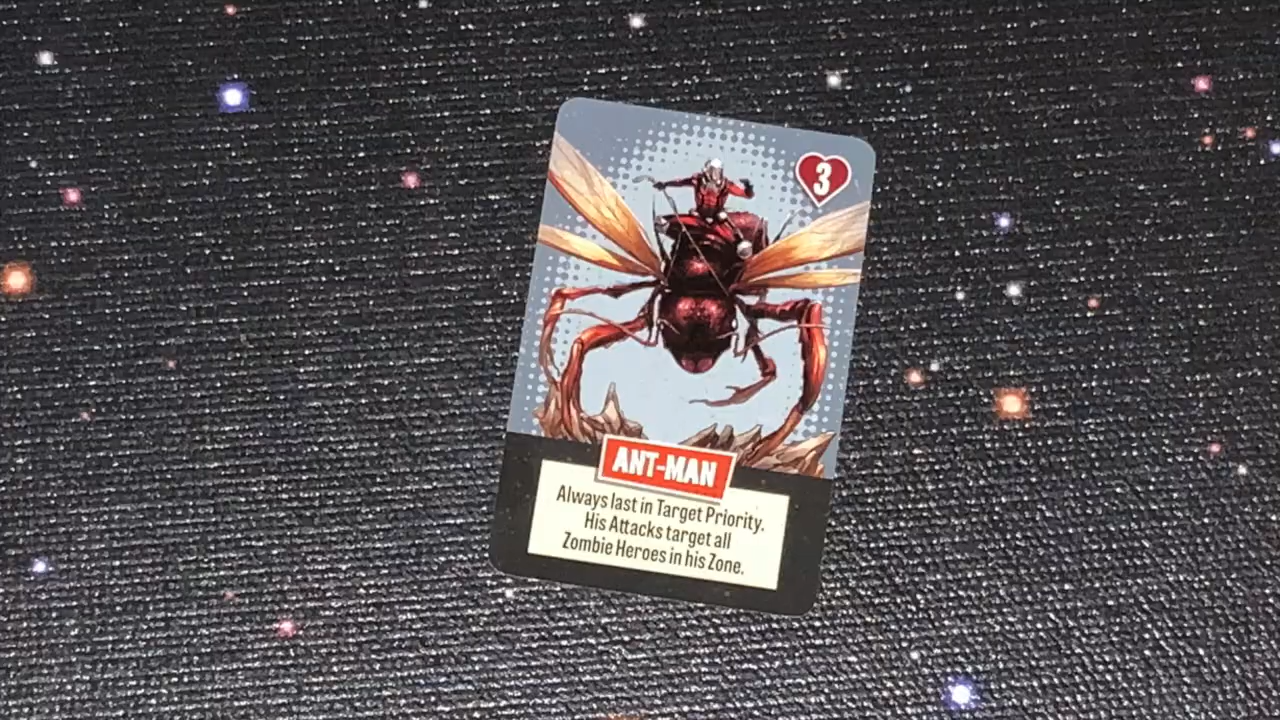 3
ANT-MAN
Always last in Target Priority.
His Attacks target all
Zombie Heroes in his Zone.